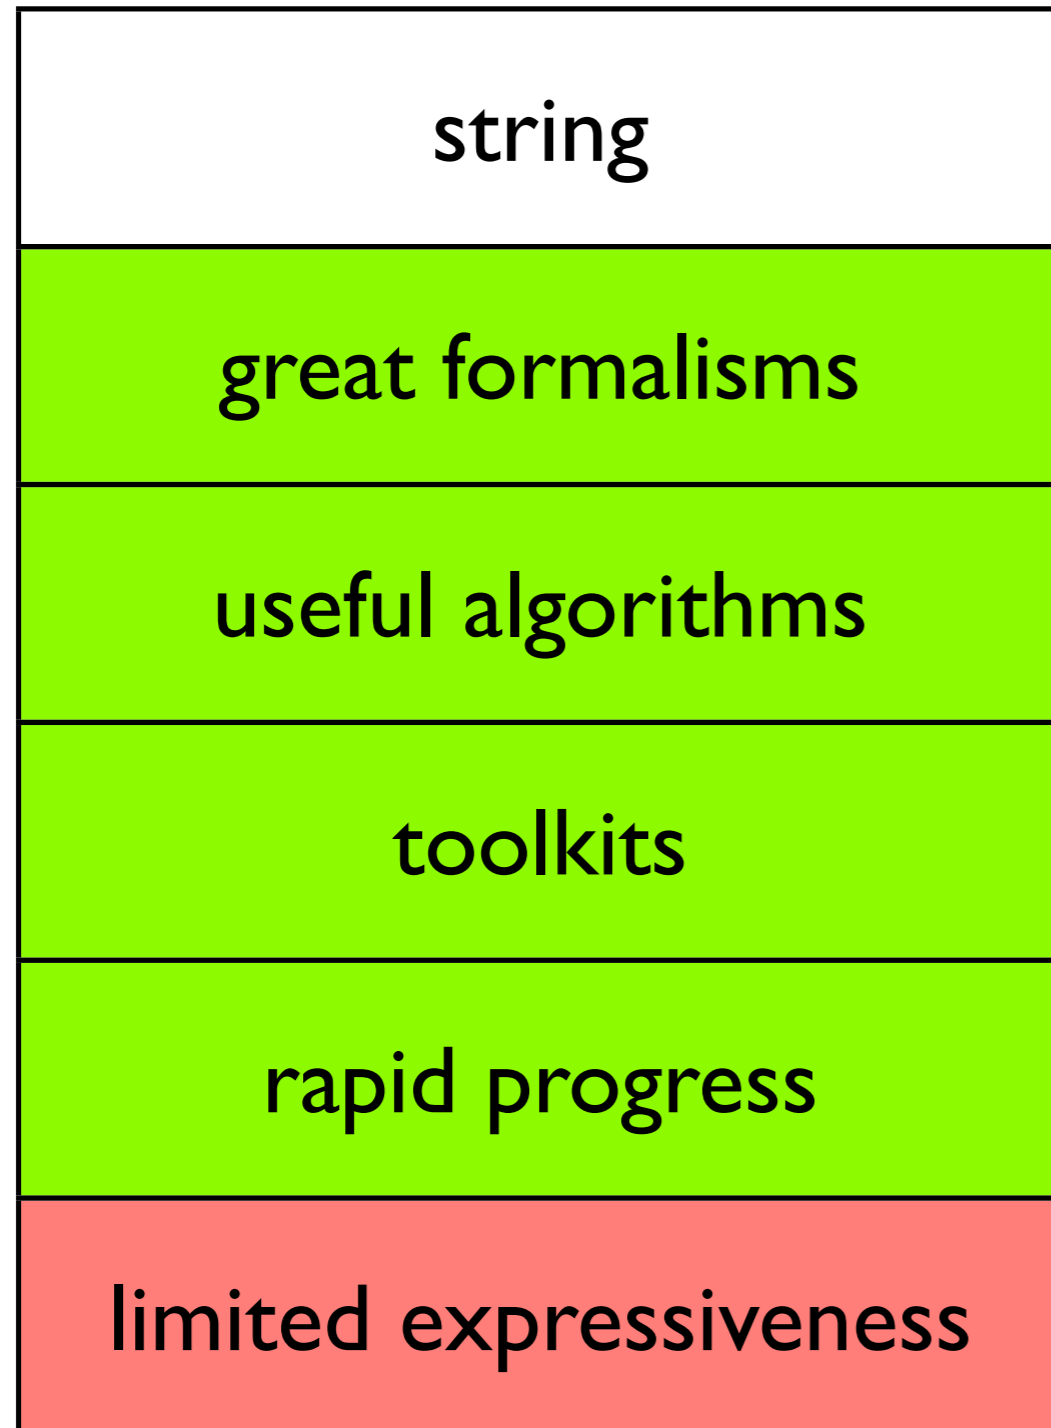 string
great formalisms
useful algorithms
toolkits
rapid progress
limited expressiveness